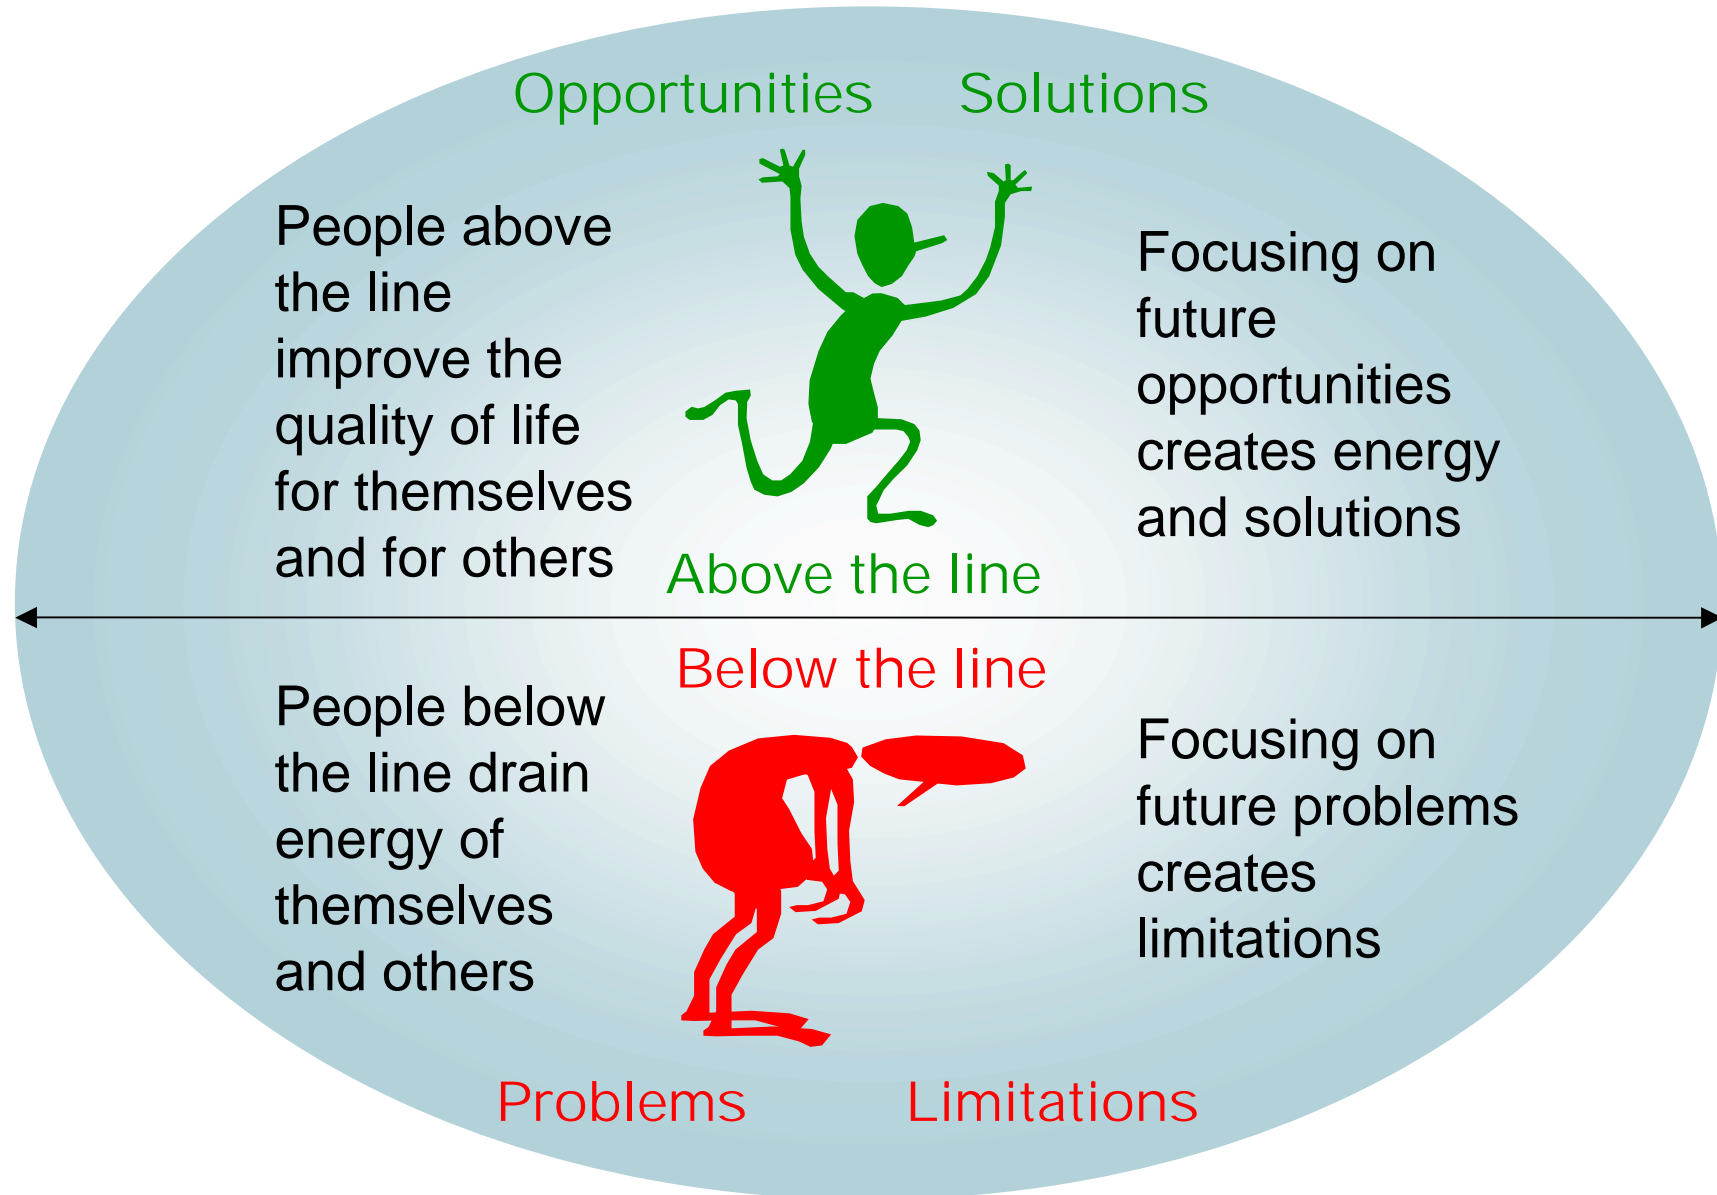 Opportunities Solutions
People above
the line
improve the
quality of life
for themselves
and for others
Focusing on
future
opportunities
creates energy
and solutions
Above the line
Below the line
People below
the line drain
energy of
themselves
and others
Focusing on
future problems
creates
limitations
Problems Limitations